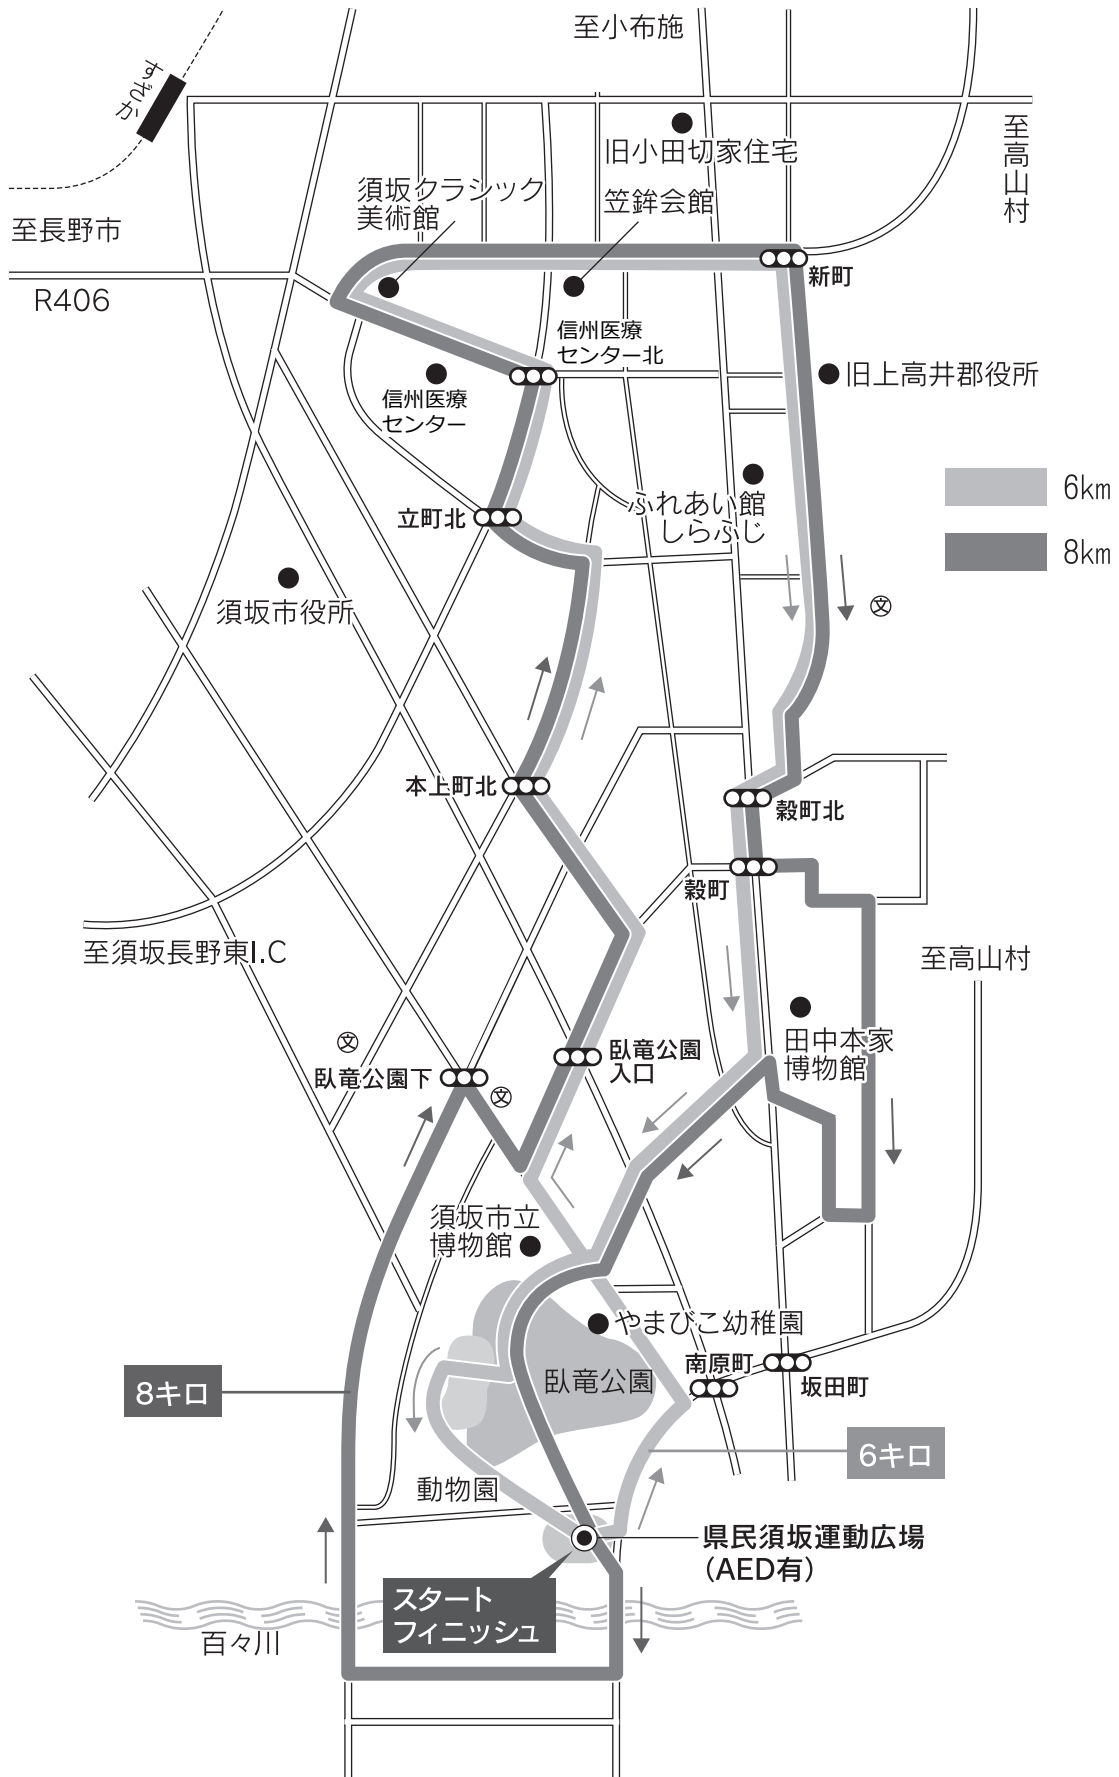 至小布施
すざか
旧小田切家住宅
至高山村
須坂クラシック
美術館
笠鉾会館
至長野市
新町
R406
信州医療
センター北
旧上高井郡役所
信州医療
センター
6km
ふれあい館
しらふじ
立町北
8km
須坂市役所
文
本上町北
穀町北
穀町
至須坂長野東I.C
至高山村
田中本家
博物館
文
臥竜公園
入口
臥竜公園下
文
須坂市立
博物館
やまびこ幼稚園
南原町
臥竜公園
坂田町
8キロ
6キロ
動物園
県民須坂運動広場
(AED有)
スタート
フィニッシュ
百々川